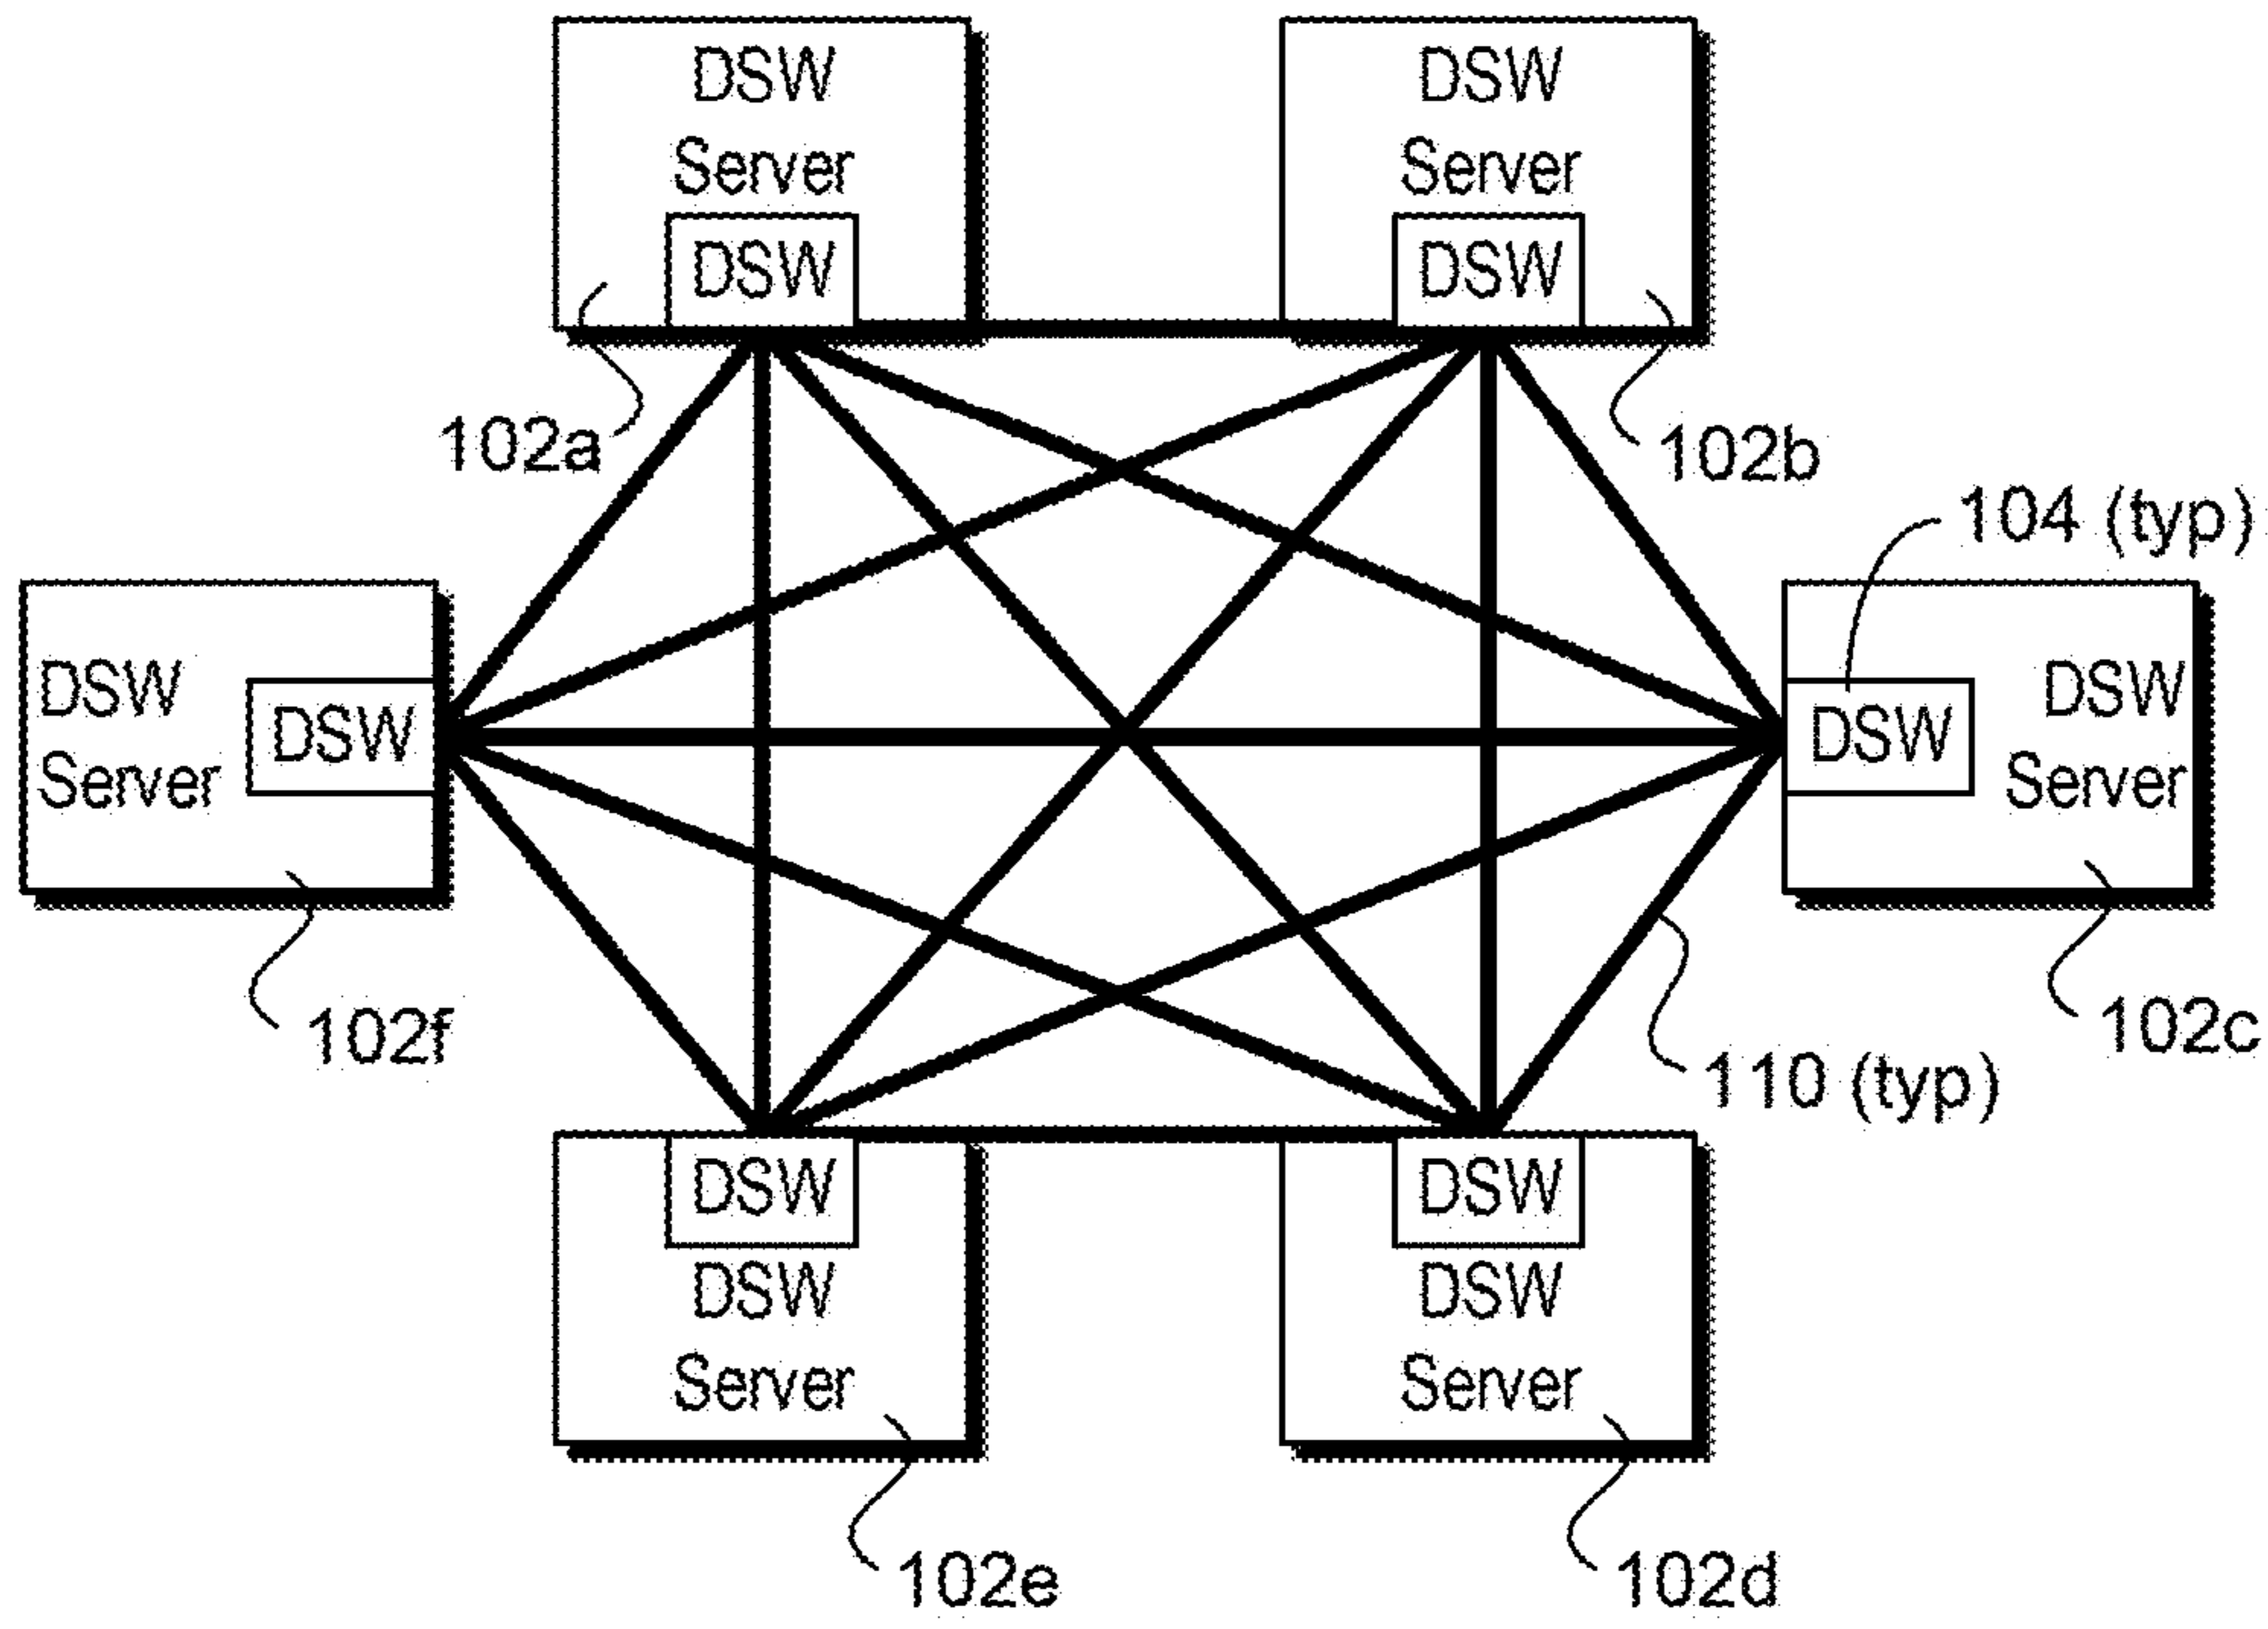 DSW
Server
DSW
DSW
Server
DSW
102a
102b
104 (typ)
DSW
Server
DSW
DSW
DSW
Server
102f
102c
110 (typ)
DSW
DSW
Server
DSW
DSW
Server
102e
102d